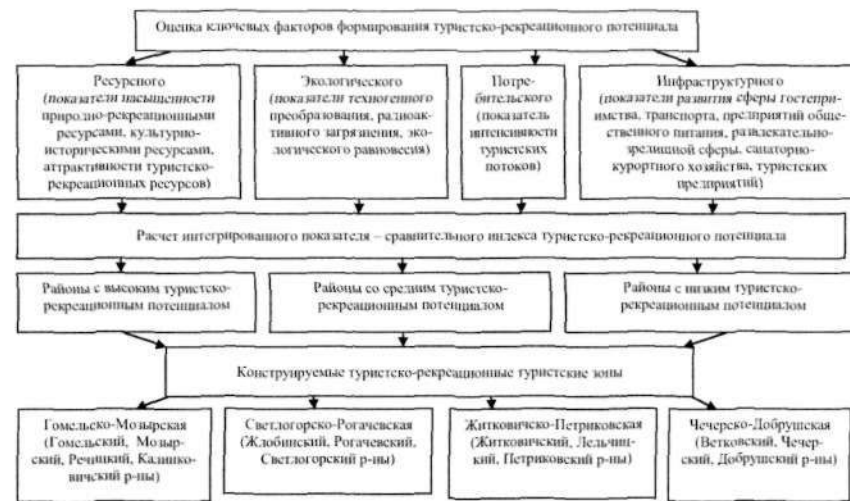 Оценка ключевых факторов формирования туристско-рекреационного потенциала
Ресурсного
(показатели насыщенности
природно-рекреационными
ресурсами, культурно-
историческими ресурсами,
аттрактивности туристско-
рекреационных ресурсов)
Экологического
(показатели техногенного
преобразования, радиоак-
тивного загрязнения, эко-
логического равновесия)
Потре-
бительского
(показатель
интенсивности
туристских
потоков)
Инфраструктурного
(показатели развития сферы гостепри-
имства, транспорта, предприятий обще-
ственного питания, развлекательно-
зрелищной сферы, санаторно-
курортного хозяйства, туристских
предприятий)
Расчет интегрированного показателя – сравнительного индекса туристско-рекреационного потенциала
Районы с высоким туристско-
рекреационным потенциалом
Районы со средним туристско-
рекреационным потенциалом
Районы с низким туристско-
рекреационным потенциалом
Конструируемые туристско-рекреационные туристские зоны
Гомельско-Мозырская
(Гомельский, Мозыр-
ский, Речицкий, Калинко-
вичский р-ны)
Светлогорско-Рогачевская
(Жлобинский, Рогачевский,
Светлогорский р-ны)
Житковичско-Петриковская
(Житковичский, Лельчиц-
кий, Петриковский р-ны)
Чечерско-Добрушская
(Ветковский, Чечер-
ский, Добрушский р-ны)